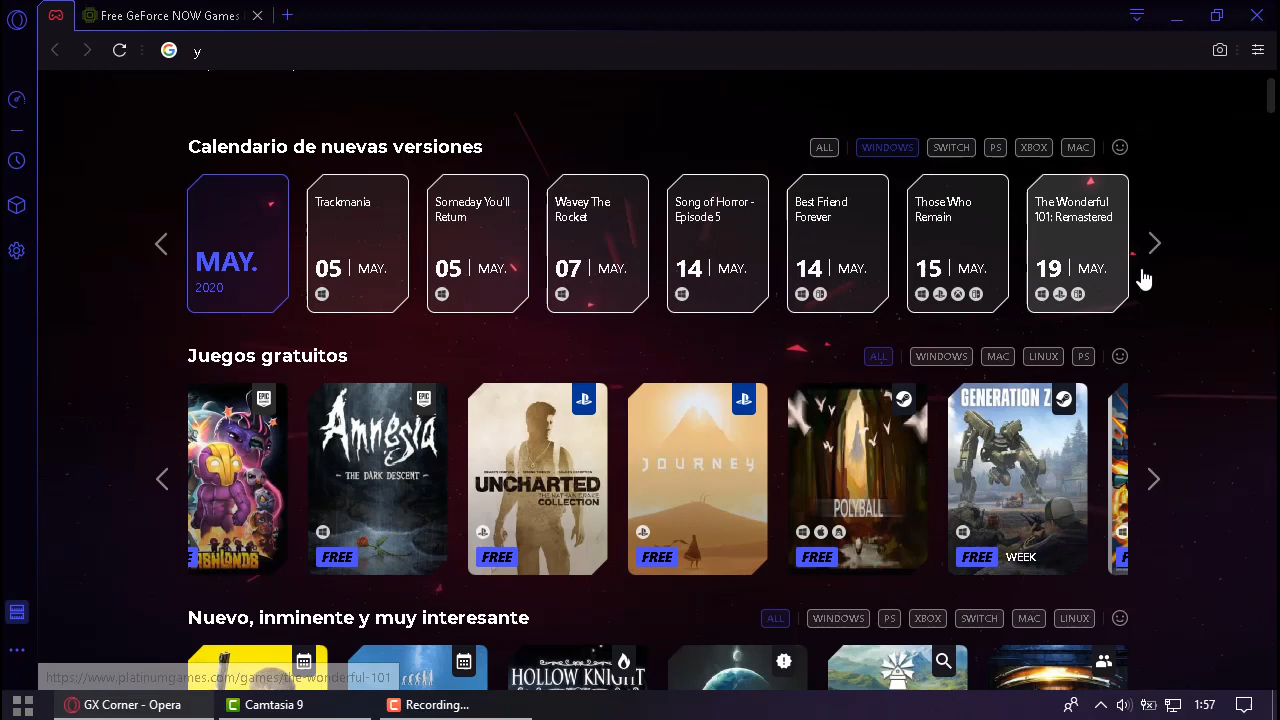 Free GeForce NOW Games
y
Calendario de nuevas versiones
ALL
WINDOWS
SWITCH
PS
XBOX
MAC
MAY.
2020
Trackmania
05 | MAY.
Someday You'll
Return
05 | MAY.
Wavey The
Rocket
07 | MAY.
Song of Horror -
Episode 5
14 | MAY.
Best Friend
Forever
14 | MAY.
Those Who
Remain
15 | MAY.
The Wonderful
101: Remastered
19 | MAY.
Juegos gratuitos
ALL
WINDOWS
MAC
LINUX
PS
EPIC
AMNESIA
THE DARK DESCENT
FREE
UNCHARTED
THE NATHAN DRAKE
COLLECTION
FREE
JOURNEY
FREE
POLYBALL
FREE
GENERATION Z
FREE WEEK
Nuevo, inminente y muy interesante
ALL
WINDOWS
PS
XBOX
SWITCH
MAC
LINUX
HOLLOW KNIGHT
https://www.platinumgames.com/games/the-wonderful-101
GX Corner - Opera
Camtasia 9
Recording...
1:57